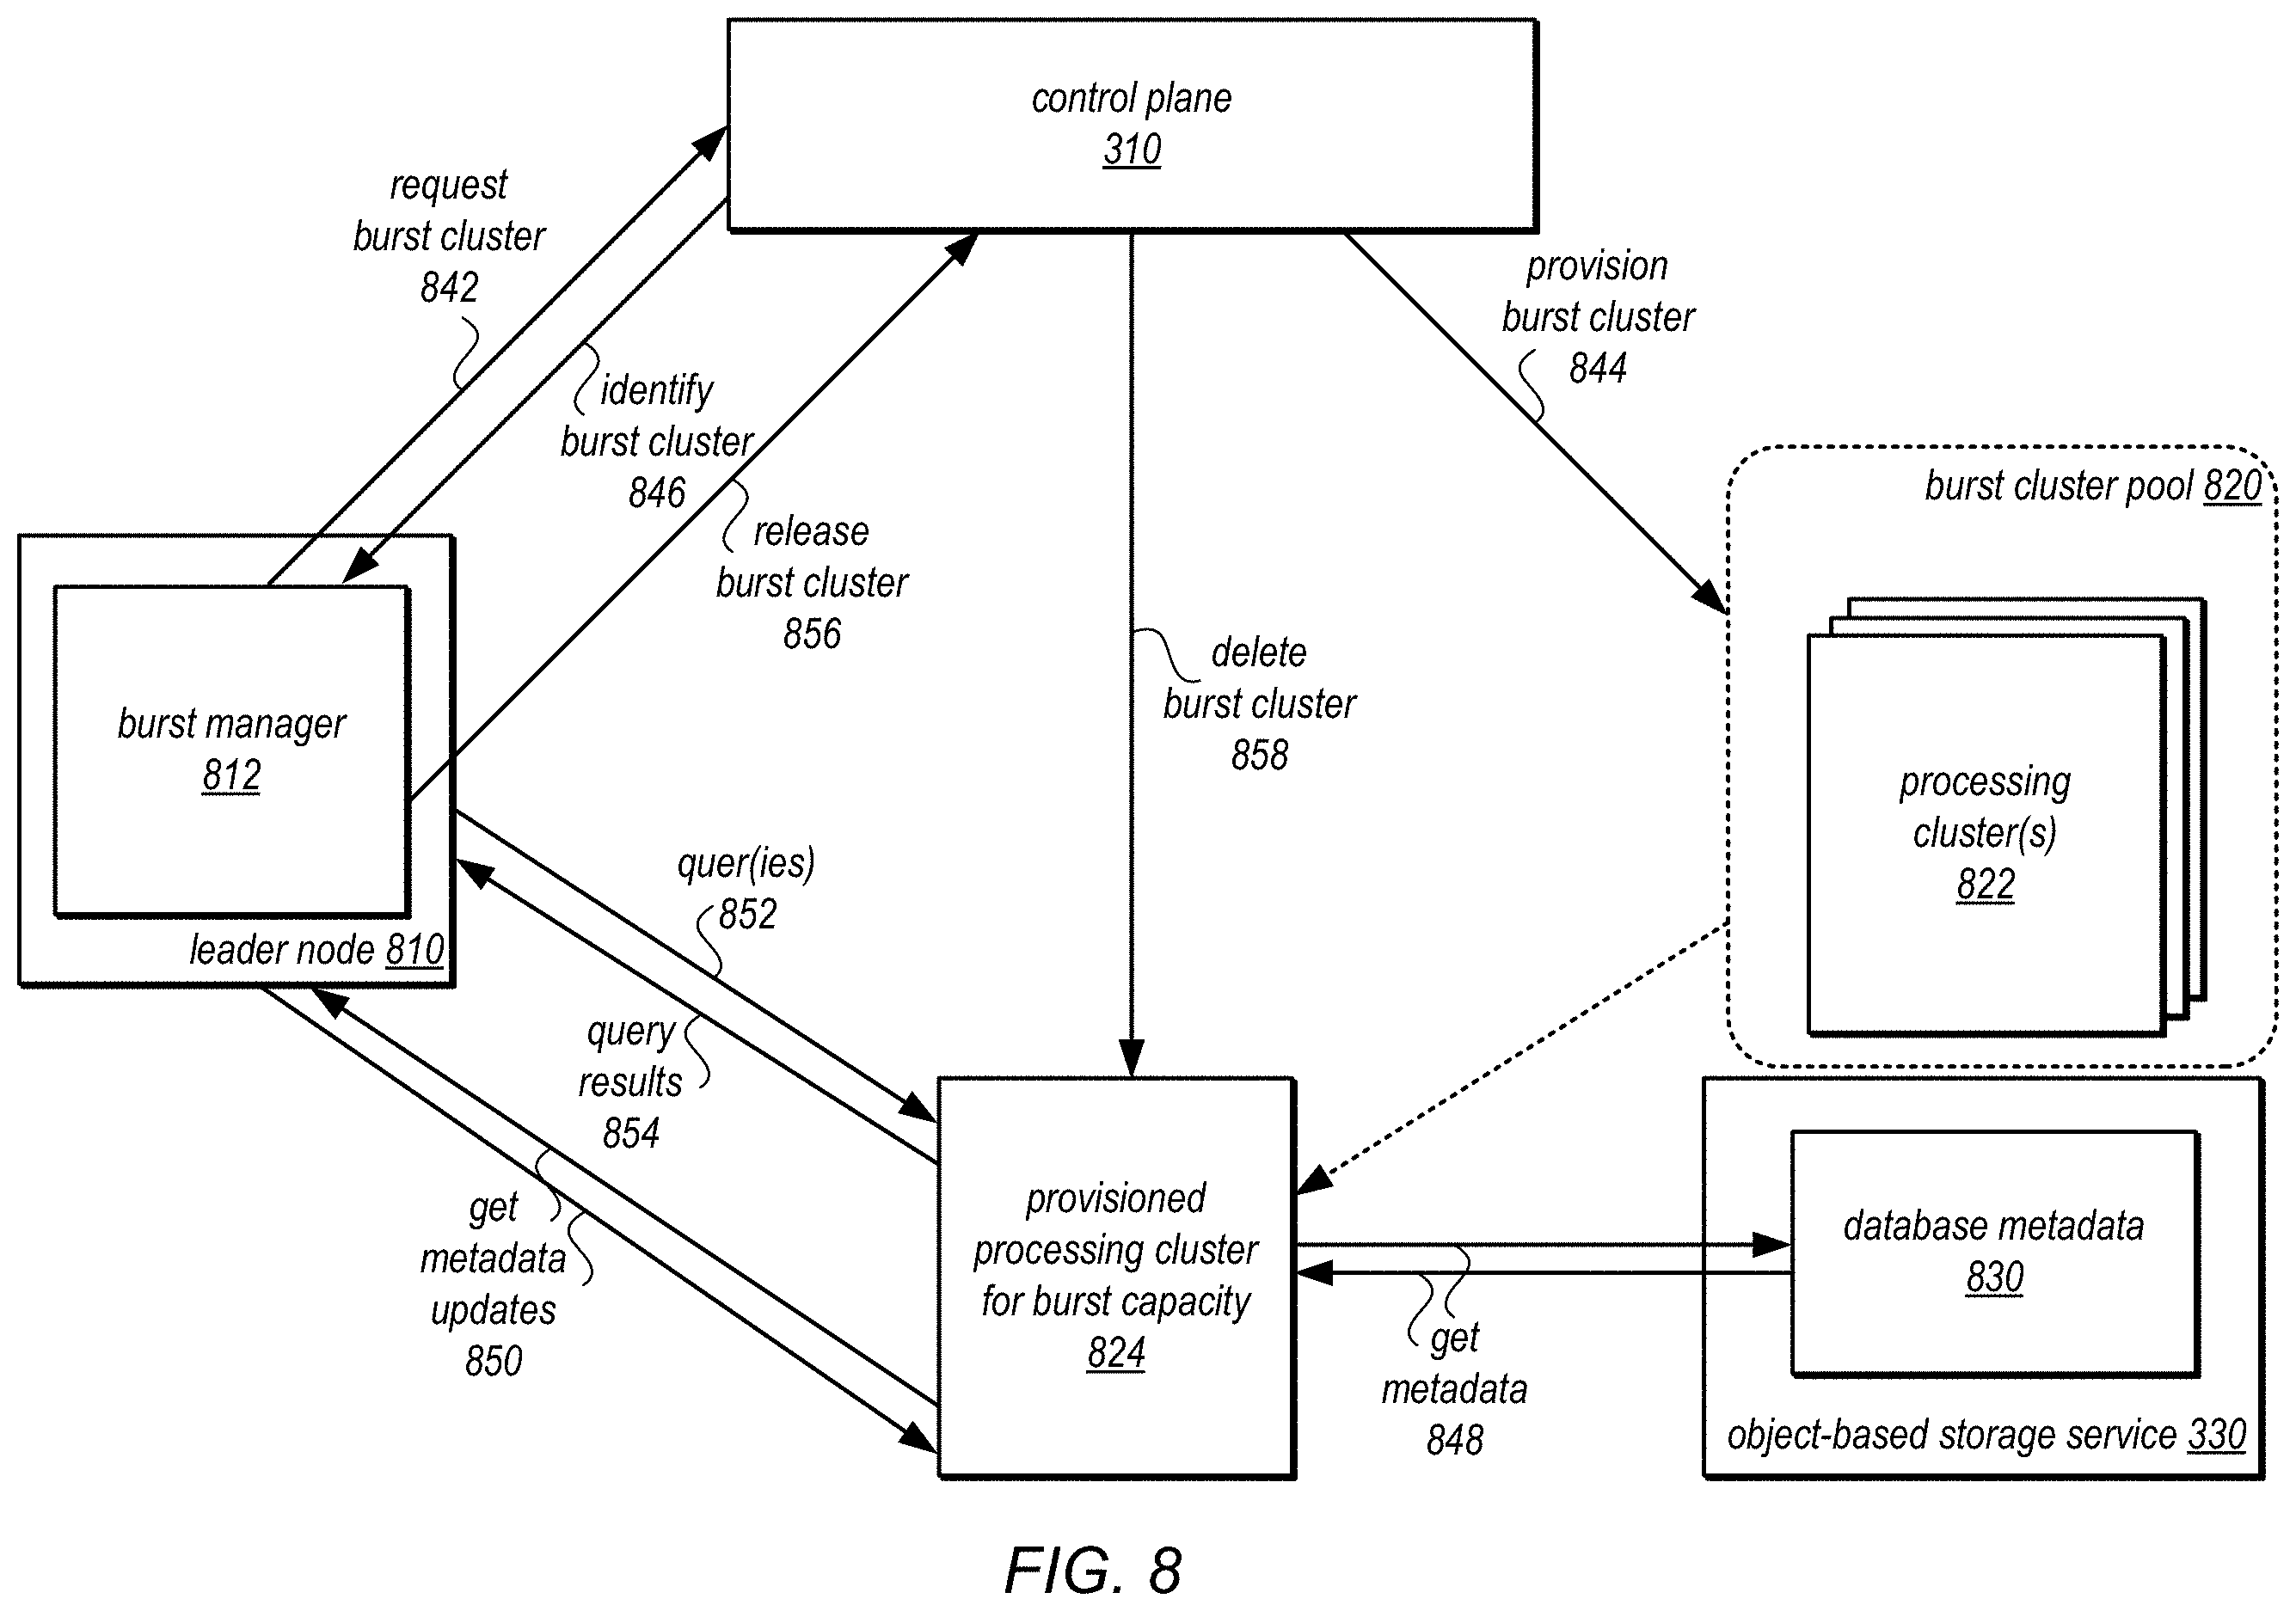 control plane
310
request
burst cluster
842
identify
burst cluster
846
release
burst cluster
856
provision
burst cluster
844
delete
burst cluster
858
burst cluster pool 820
processing
cluster(s)
822
burst manager
812
leader node 810
quer(ies)
852
query
results
854
get
metadata
updates
850
provisioned
processing cluster
for burst capacity
824
get
metadata
848
database metadata
830
object-based storage service 330
FIG. 8